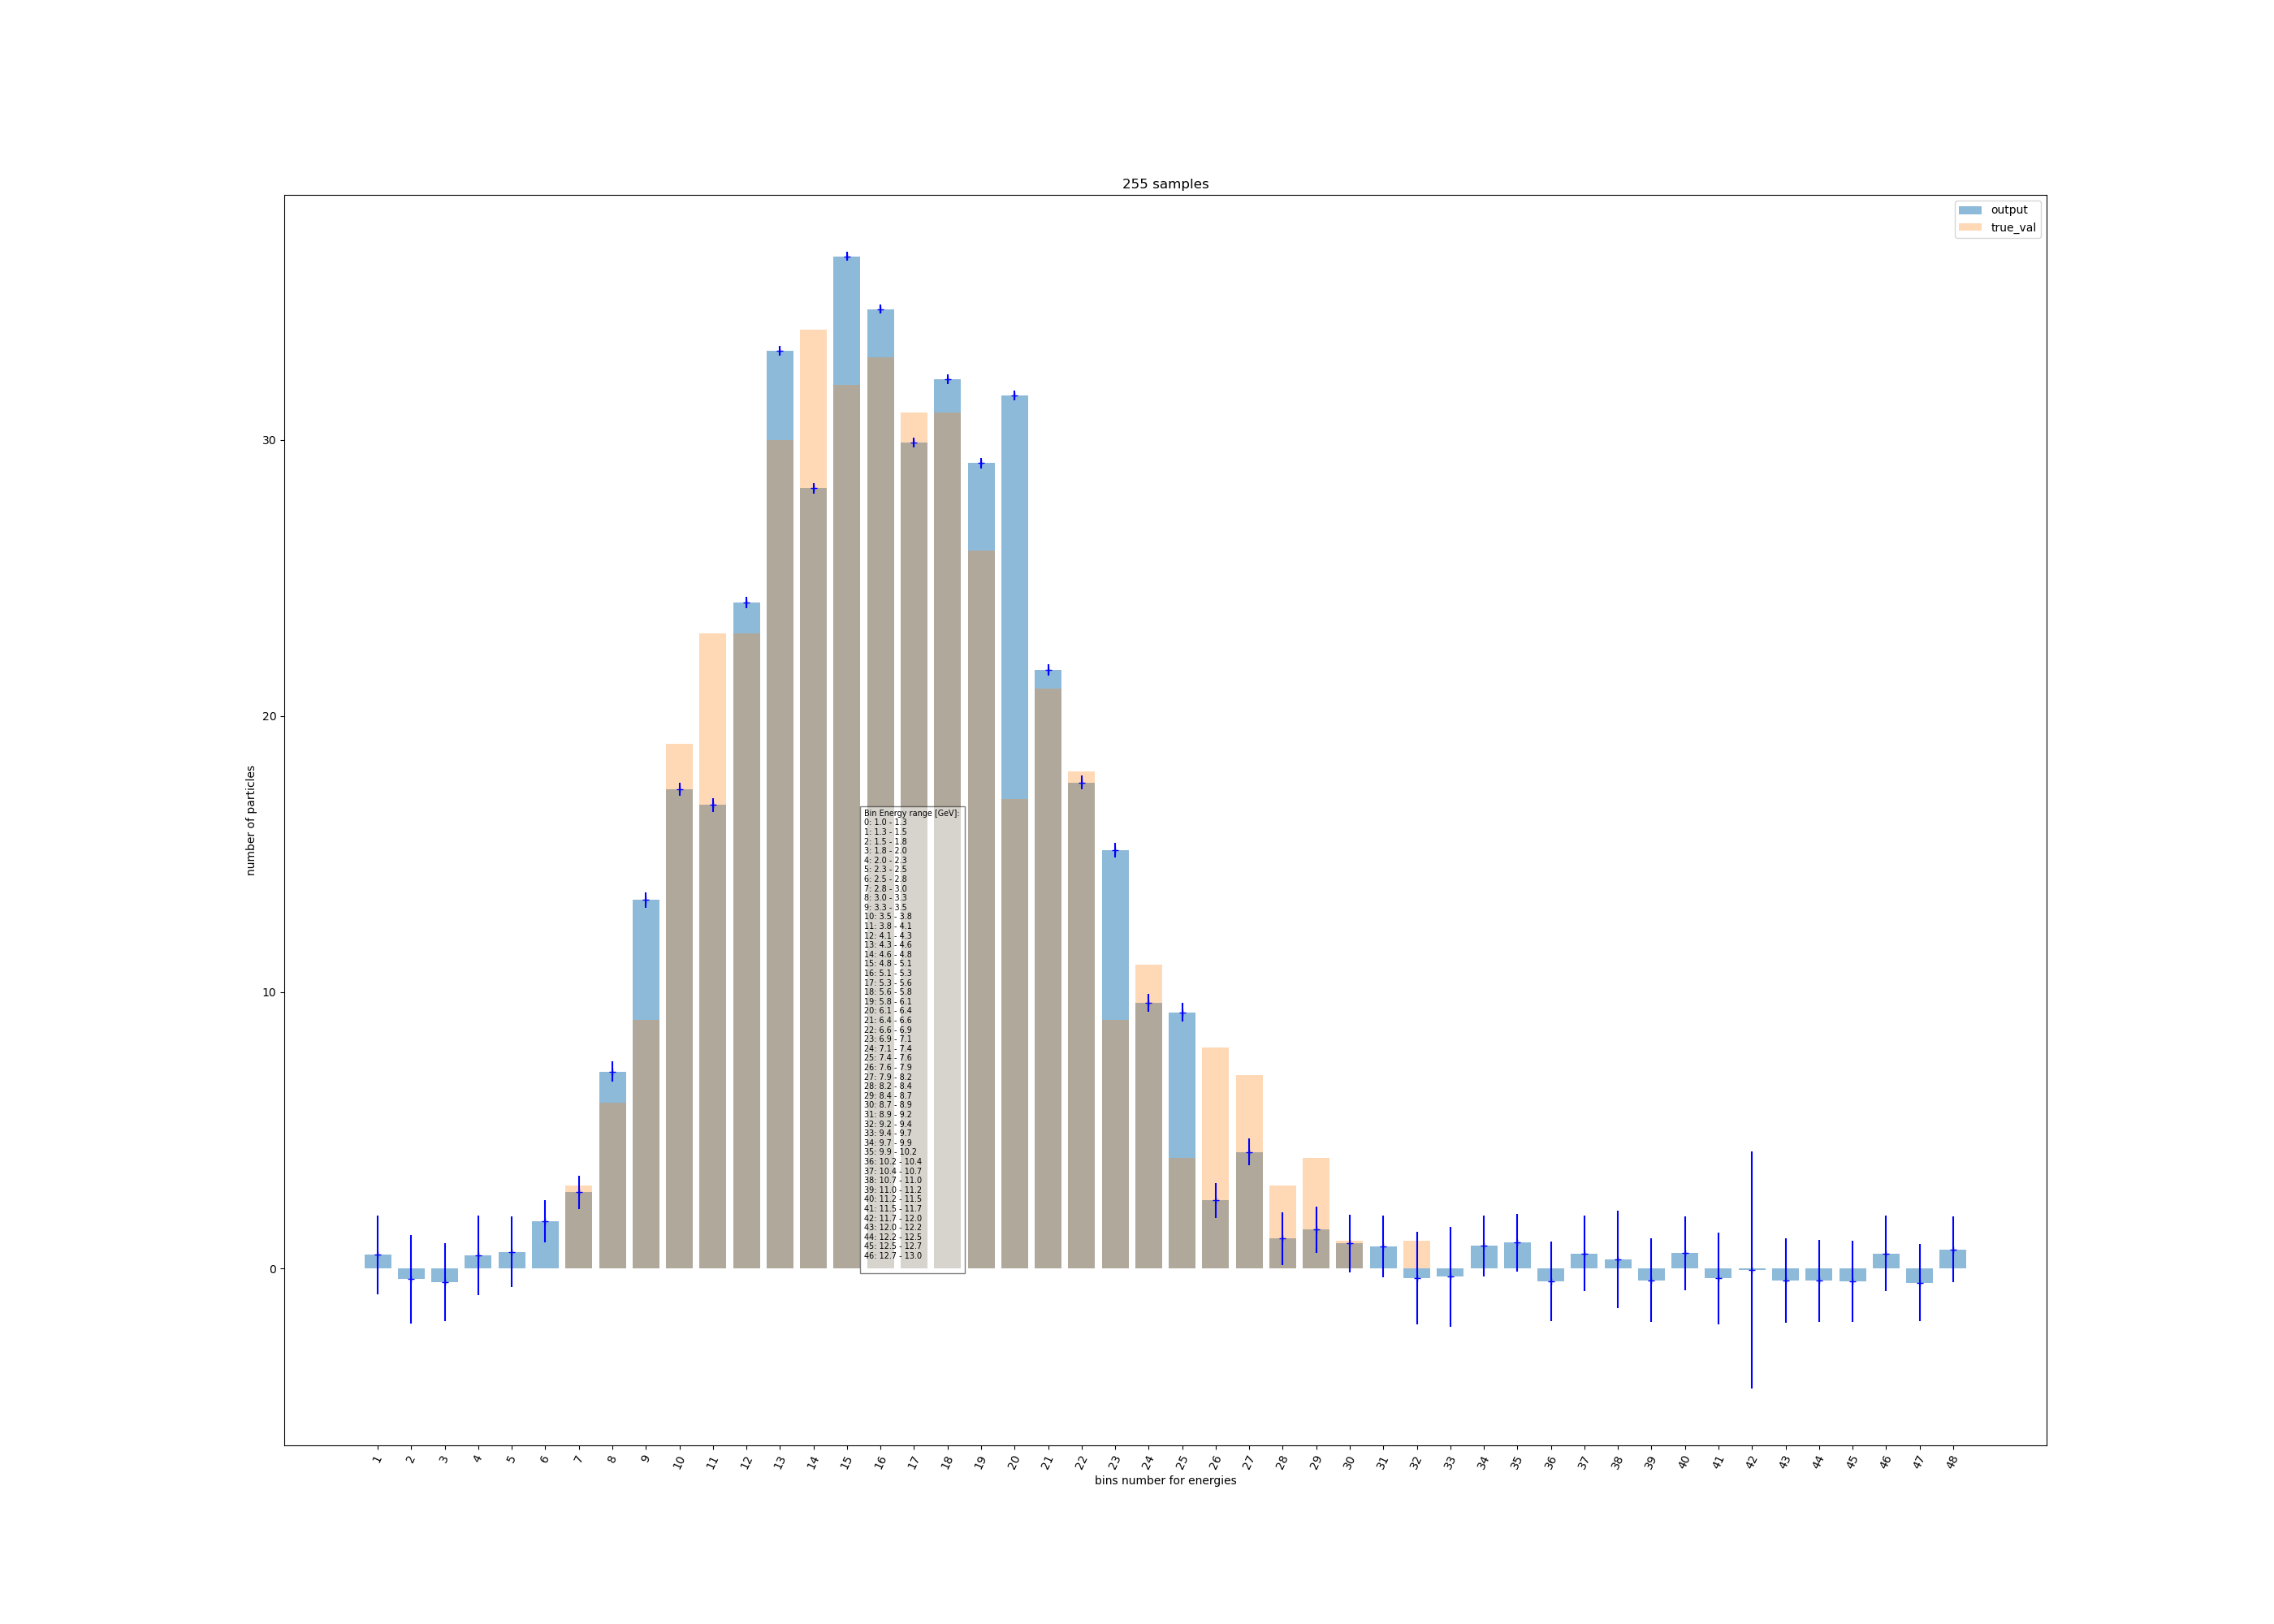 255 samples
output
true_val
30
20
10
0
number of particles
Bin Energy range [GeV]:
0: 1.0 - 1.3
1: 1.3 - 1.5
2: 1.5 - 1.8
3: 1.8 - 2.0
4: 2.0 - 2.3
5: 2.3 - 2.5
6: 2.5 - 2.8
7: 2.8 - 3.0
8: 3.0 - 3.3
9: 3.3 - 3.5
10: 3.5 - 3.8
11: 3.8 - 4.1
12: 4.1 - 4.3
13: 4.3 - 4.6
14: 4.6 - 4.8
15: 4.8 - 5.1
16: 5.1 - 5.3
17: 5.3 - 5.6
18: 5.6 - 5.8
19: 5.8 - 6.1
20: 6.1 - 6.4
21: 6.4 - 6.6
22: 6.6 - 6.9
23: 6.9 - 7.1
24: 7.1 - 7.4
25: 7.4 - 7.6
26: 7.6 - 7.9
27: 7.9 - 8.2
28: 8.2 - 8.4
29: 8.4 - 8.7
30: 8.7 - 8.9
31: 8.9 - 9.2
32: 9.2 - 9.4
33: 9.4 - 9.7
34: 9.7 - 9.9
35: 9.9 - 10.2
36: 10.2 - 10.4
37: 10.4 - 10.7
38: 10.7 - 11.0
39: 11.0 - 11.2
40: 11.2 - 11.5
41: 11.5 - 11.7
42: 11.7 - 12.0
43: 12.0 - 12.2
44: 12.2 - 12.5
45: 12.5 - 12.7
46: 12.7 - 13.0
1 2 3 4 5 6 7 8 9 10 11 12 13 14 15 16 17 18 19 20 21 22 23 24 25 26 27 28 29 30 31 32 33 34 35 36 37 38 39 40 41 42 43 44 45 46 47 48
bins number for energies